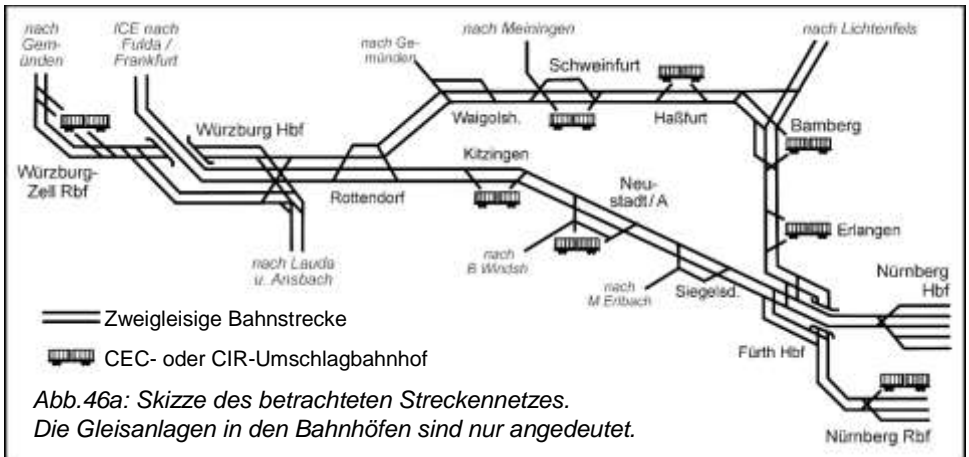 nach
Gem-
ünden
ICE nach
Fulda /
Frankfurt
nach Ge-
münden
nach Meiningen
nach Lichtenfels
Schweinfurt
Würzburg Hbf
Waigolsh.
Haßfurt
Bamberg
Würzburg-
Zell Rbf
Kitzingen
Rottendorf
Neu-
stadt/A
Erlangen
nach Lauda
u. Ansbach
nach
B Windsh
nach
M Erlbach
Siegelsd.
Nürnberg
Hbf
Fürth Hbf
Nürnberg Rbf
Zweigleisige Bahnstrecke
CEC- oder CIR-Umschlagbahnhof
Abb.46a: Skizze des betrachteten Streckennetzes.
Die Gleisanlagen in den Bahnhöfen sind nur angedeutet.